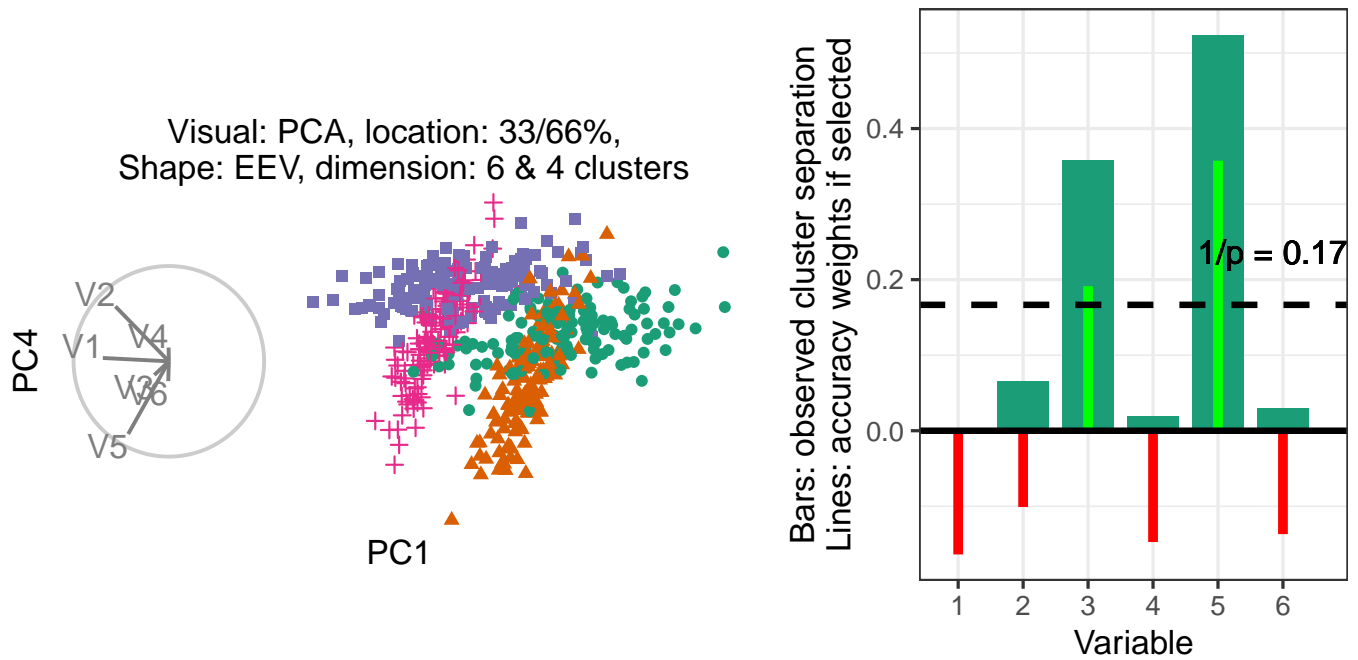 Visual: PCA, location: 33/66%,
Shape: EEV, dimension: 6 & 4 clusters
V2
V4
V1
V3
V6
V5
PC4
PC1
Bars: observed cluster separation
Lines: accuracy weights if selected
0.4
0.2
0.0
1/p = 0.17
1 2 3 4 5 6
Variable